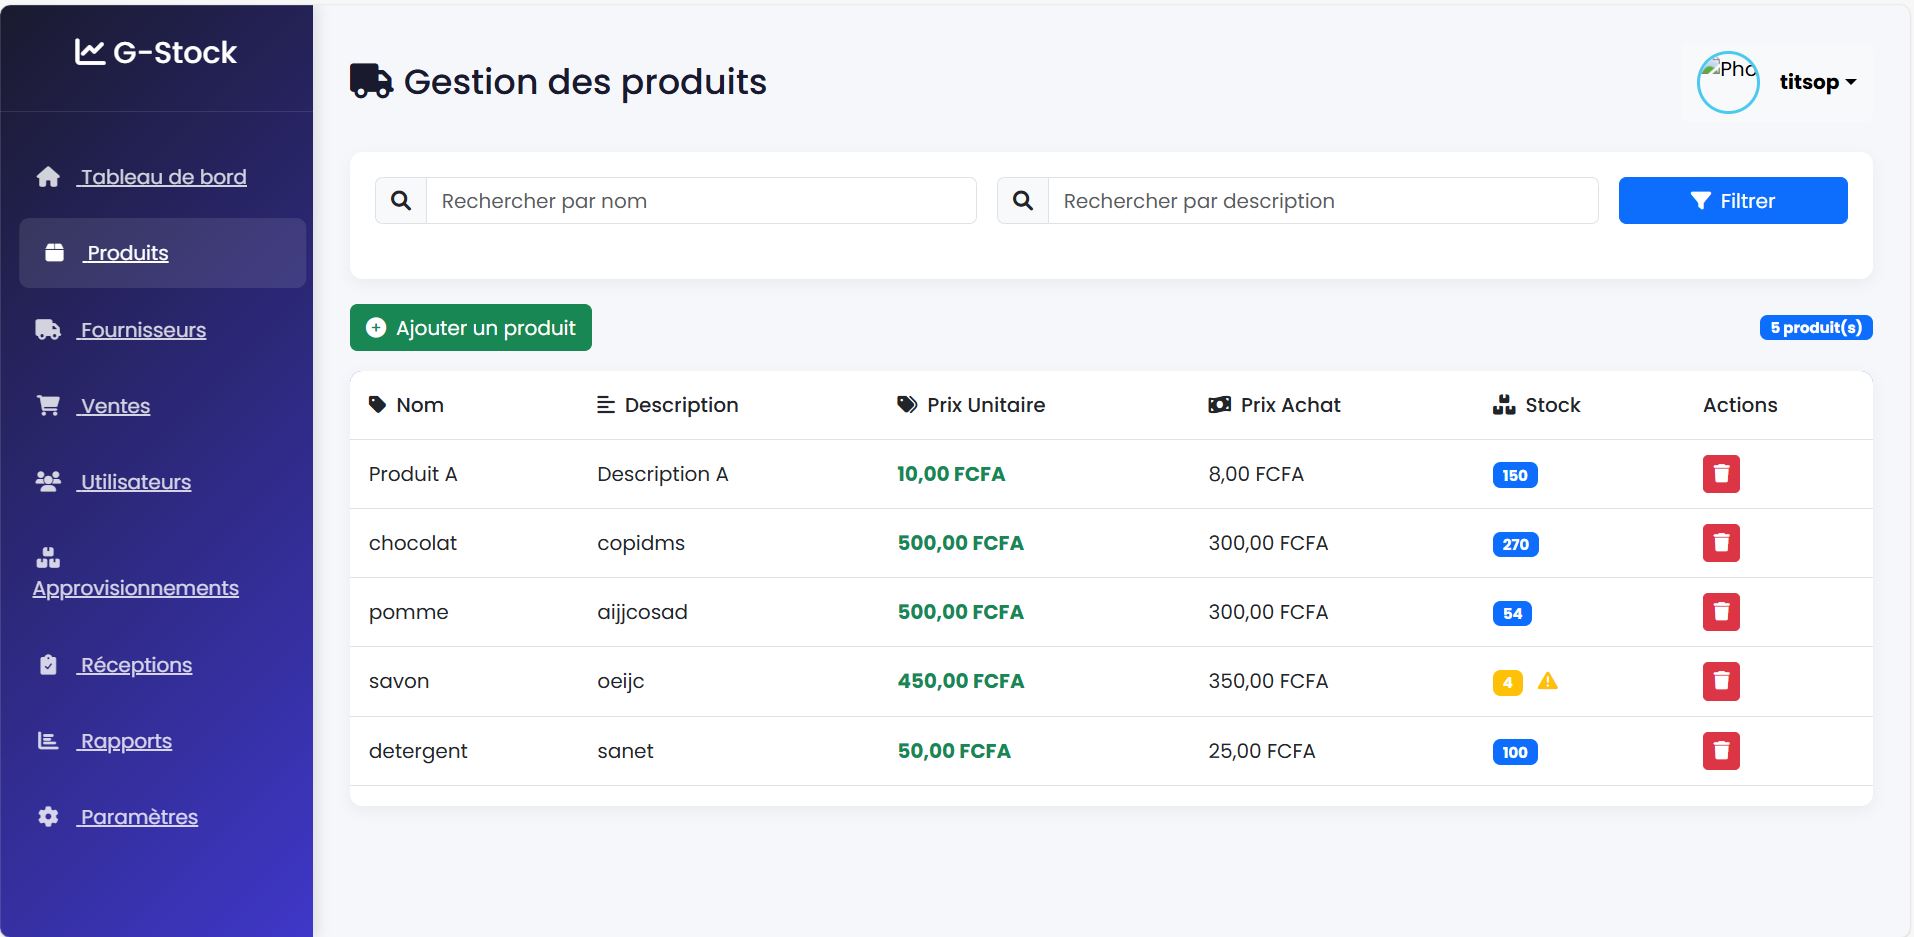 G-Stock
Tableau de bord
Produits
Fournisseurs
Ventes
Utilisateurs
Approvisionnements
Réceptions
Rapports
Paramètres
Gestion des produits
Pho
titsop
Rechercher par nom
Rechercher par description
Filtrer
Ajouter un produit
5 produit(s)
Nom Description Prix Unitaire Prix Achat Stock Actions
Produit A Description A 10,00 FCFA 8,00 FCFA 150
chocolat copidms 500,00 FCFA 300,00 FCFA 270
pomme aijjcosad 500,00 FCFA 300,00 FCFA 54
savon oeijc 450,00 FCFA 350,00 FCFA 4
detergent sanet 50,00 FCFA 25,00 FCFA 100